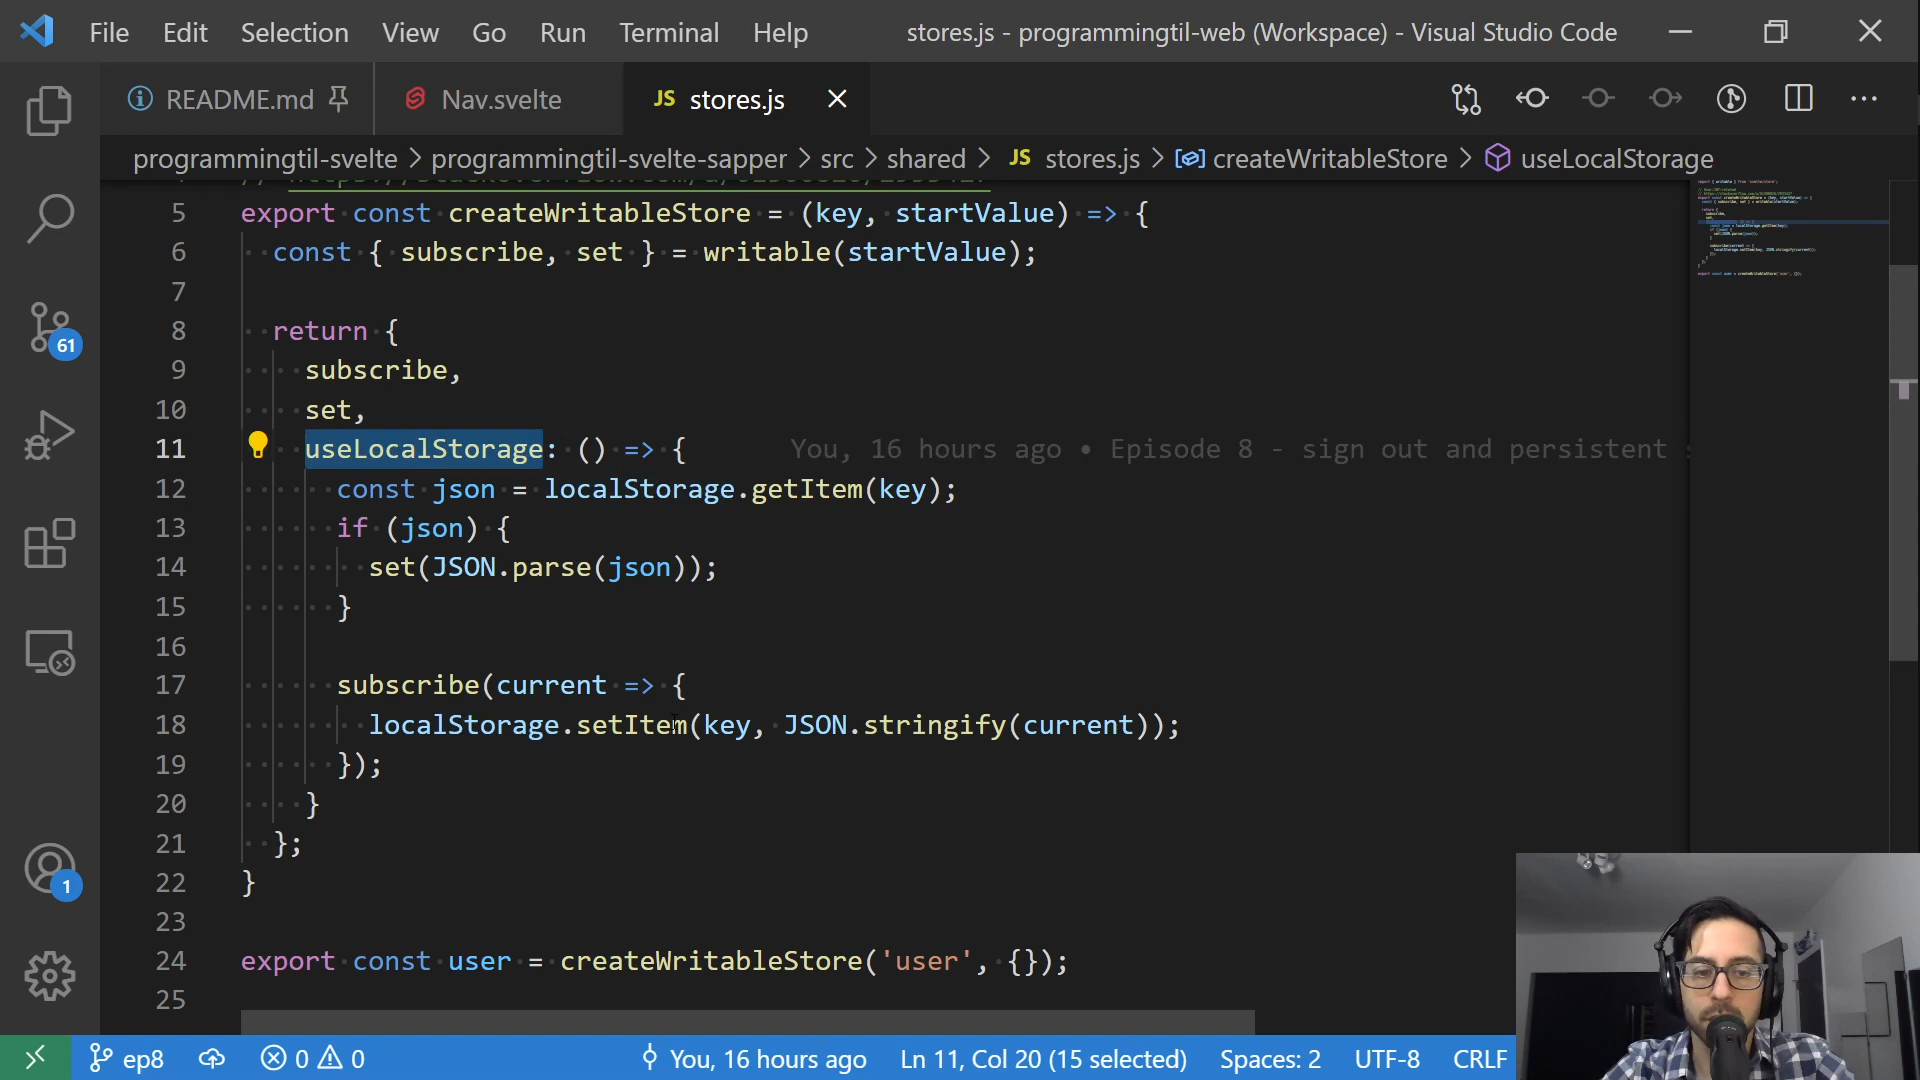 File Edit Selection View Go Run Terminal Help stores.js - programmingtil-web (Workspace) - Visual Studio Code
README.md Nav.svelte JS stores.js
programmingtil-svelte > programmingtil-svelte-sapper > src > shared > JS stores.js > createWritableStore > useLocalStorage
5 export const createWritableStore = (key, startValue) => {
6 const { subscribe, set } = writable(startValue);
7
8 return {
9 subscribe,
10 set,
11 useLocalStorage: () => { You, 16 hours ago • Episode 8 - sign out and persistent
12 const json = localStorage.getItem(key);
13 if (json) {
14 set(JSON.parse(json));
15 }
16
17 subscribe(current => {
18 localStorage.setItem(key, JSON.stringify(current));
19 });
20 }
21 };
22 }
23
24 export const user = createWritableStore('user', {});
25
61
1
ep8 0 0 You, 16 hours ago Ln 11, Col 20 (15 selected) Spaces: 2 UTF-8 CRLF